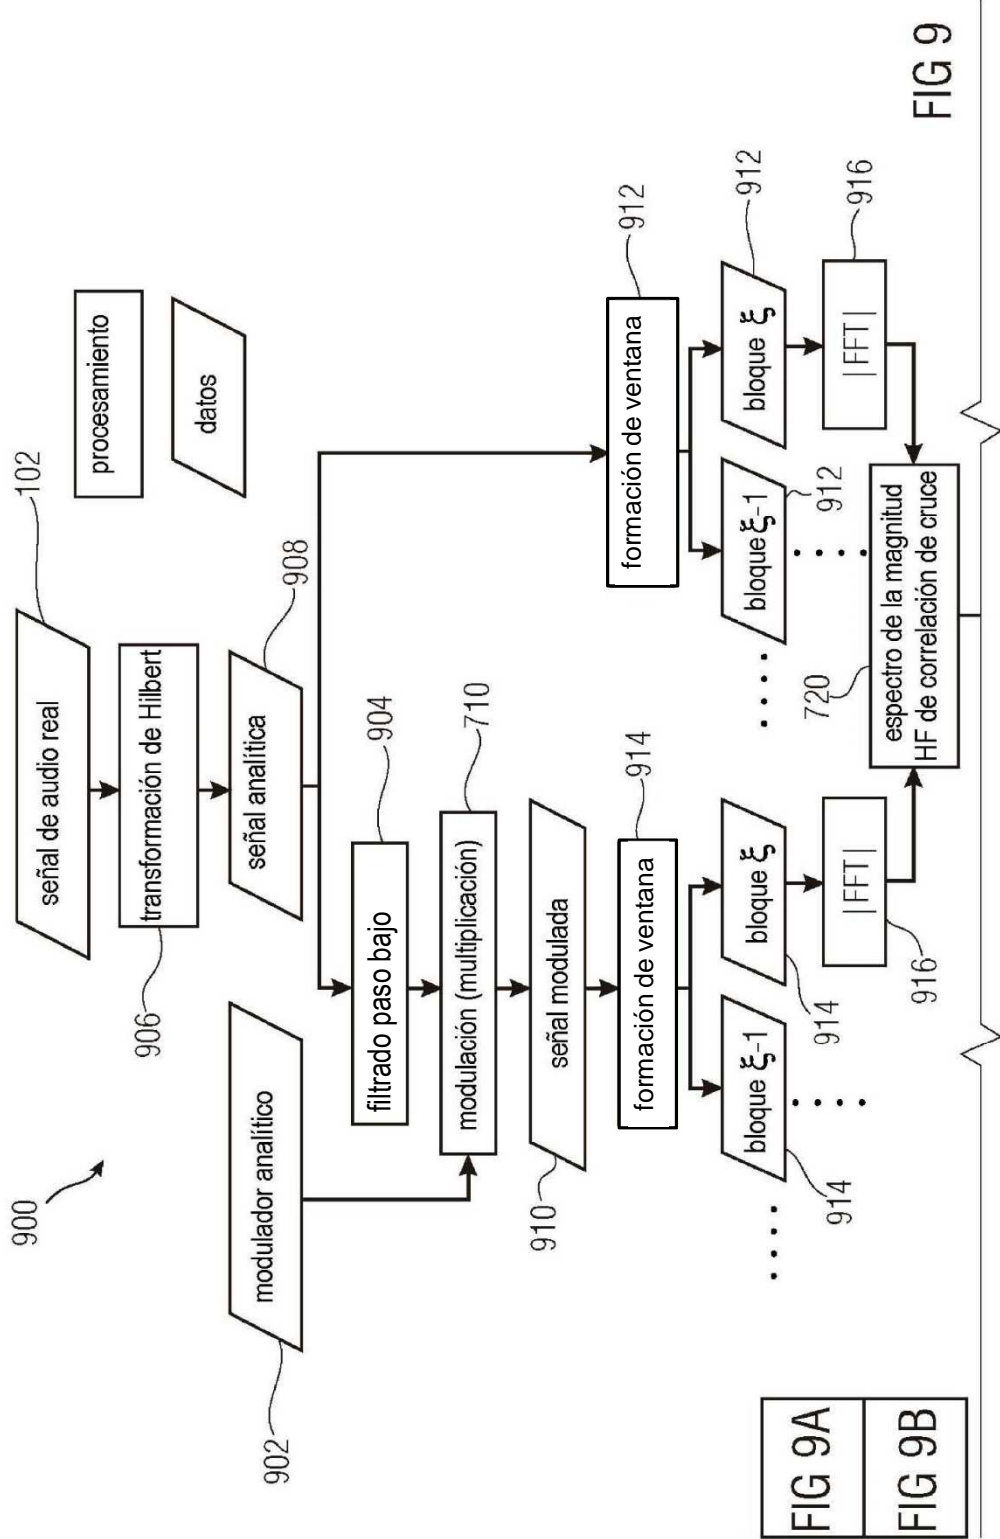 900
señal de audio real
102
procesamiento
datos
transformación de Hilbert
906
modulador analítico
902
señal analítica
908
filtrado paso bajo
904
modulación (multiplicación)
710
señal modulada
910
formación de ventana
914
formación de ventana
912
bloque ξ-1
914
bloque ξ
914
bloque ξ-1
912
bloque ξ
912
|FFT|
916
|FFT|
916
720
espectro de la magnitud
HF de correlación de cruce
FIG 9A
FIG 9B
FIG 9